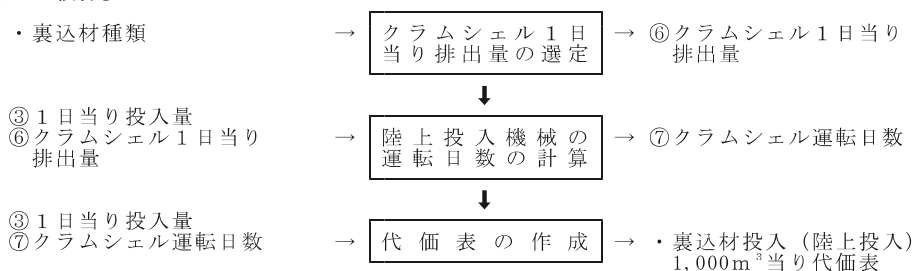 ・裏込材種類 → クラムシェル１日 → ⑥クラムシェル１日当り
当り排出量の選定 排出量
↓
③１日当り投入量
⑥クラムシェル１日当り → 陸上投入機械の → ⑦クラムシェル運転日数
排出量 運転日数の計算
↓
③１日当り投入量
⑦クラムシェル運転日数 → 代価表の作成 → ・裏込材投入（陸上投入）
1,000m³当り代価表